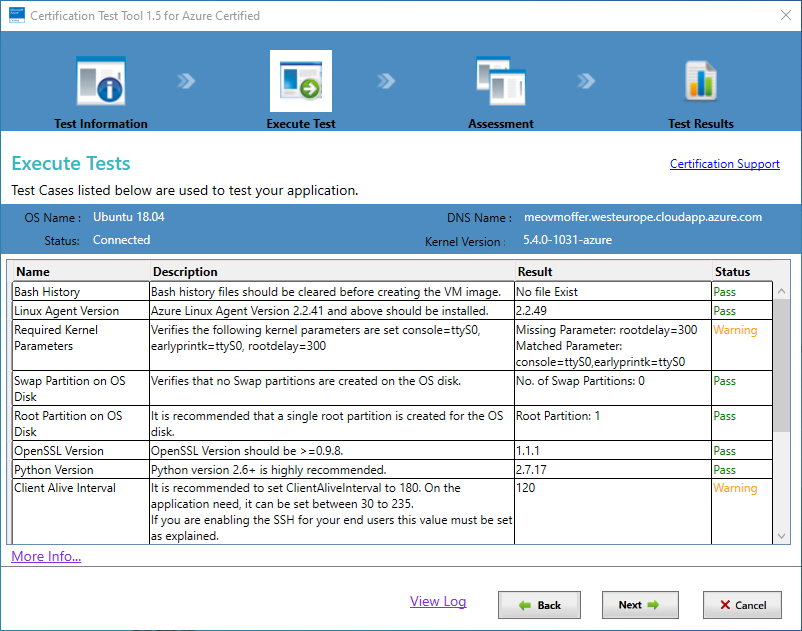 Certification Test Tool 1.5 for Azure Certified
Test Information
Execute Test
Assessment
Test Results
Execute Tests
Certification Support
Test Cases listed below are used to test your application.
OS Name : Ubuntu 18.04
DNS Name : meovmoffer.westeurope.cloudapp.azure.com
Status: Connected
Kernel Version : 5.4.0-1031-azure
Name Description Result Status
Bash History Bash history files should be cleared before creating the VM image. No file Exist Pass
Linux Agent Version Azure Linux Agent Version 2.2.41 and above should be installed. 2.2.49 Pass
Required Kernel Verifies the following kernel parameters are set console=ttyS0, Missing Parameter: rootdelay=300 Warning
Parameters earlyprintk=ttyS0, rootdelay=300 Matched Parameter:
console=ttyS0,earlyprintk=ttyS0
Swap Partition on OS Verifies that no Swap partitions are created on the OS disk. No. of Swap Partitions: 0 Pass
Disk
Root Partition on OS It is recommended that a single root partition is created for the OS Root Partition: 1 Pass
Disk disk.
OpenSSL Version OpenSSL Version should be >=0.9.8. 1.1.1 Pass
Python Version Python version 2.6+ is highly recommended. 2.7.17 Pass
Client Alive Interval It is recommended to set ClientAliveInterval to 180. On the 120 Warning
application need, it can be set between 30 to 235.
If you are enabling the SSH for your end users this value must be set
as explained.
More Info...
View Log
Back
Next
Cancel